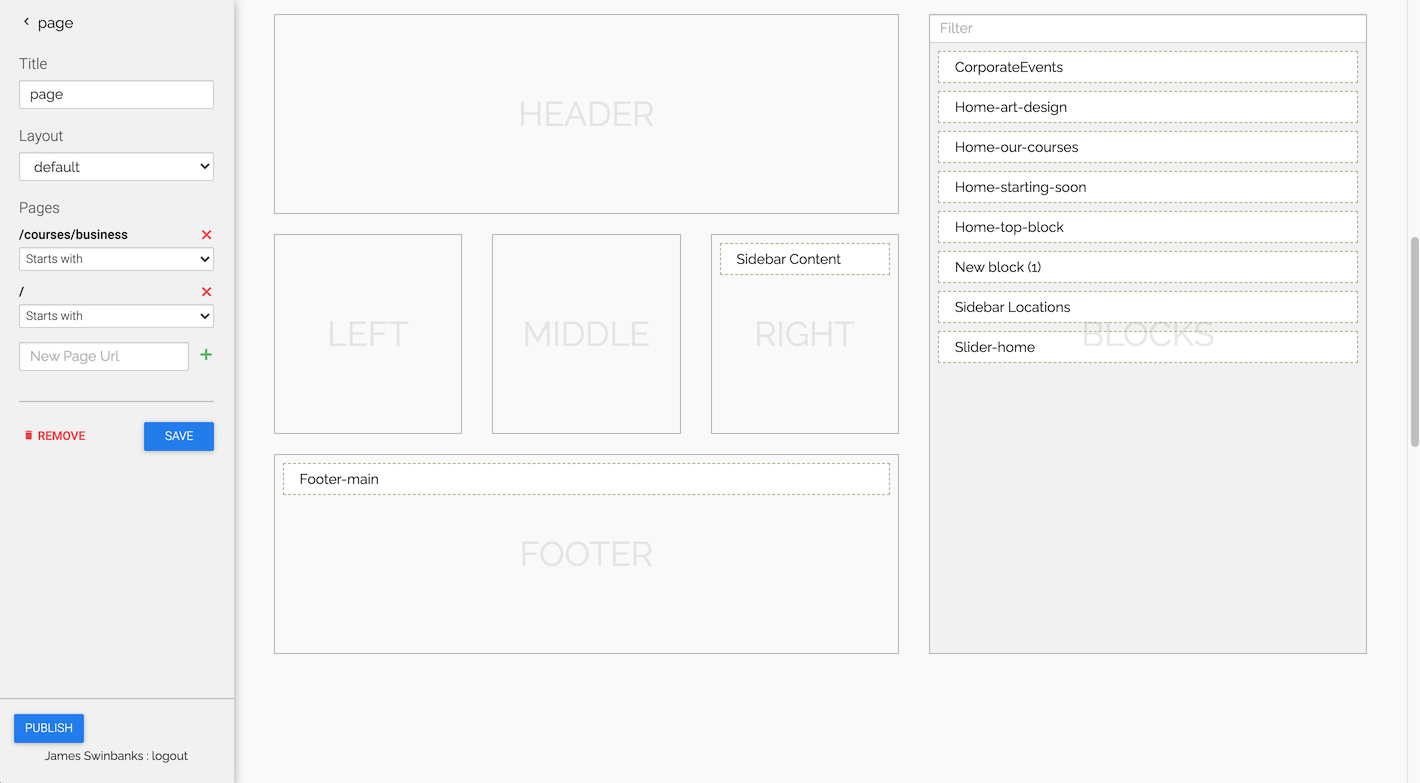 page
Title
page
Layout
default
Pages
/courses/business
Starts with
/
Starts with
New Page Url
REMOVE
SAVE
PUBLISH
James Swinbanks : logout
HEADER
LEFT
MIDDLE
Sidebar Content
RIGHT
Footer-main
FOOTER
Filter
CorporateEvents
Home-art-design
Home-our-courses
Home-starting-soon
Home-top-block
New block (1)
Sidebar Locations
BLOCKS
Slider-home